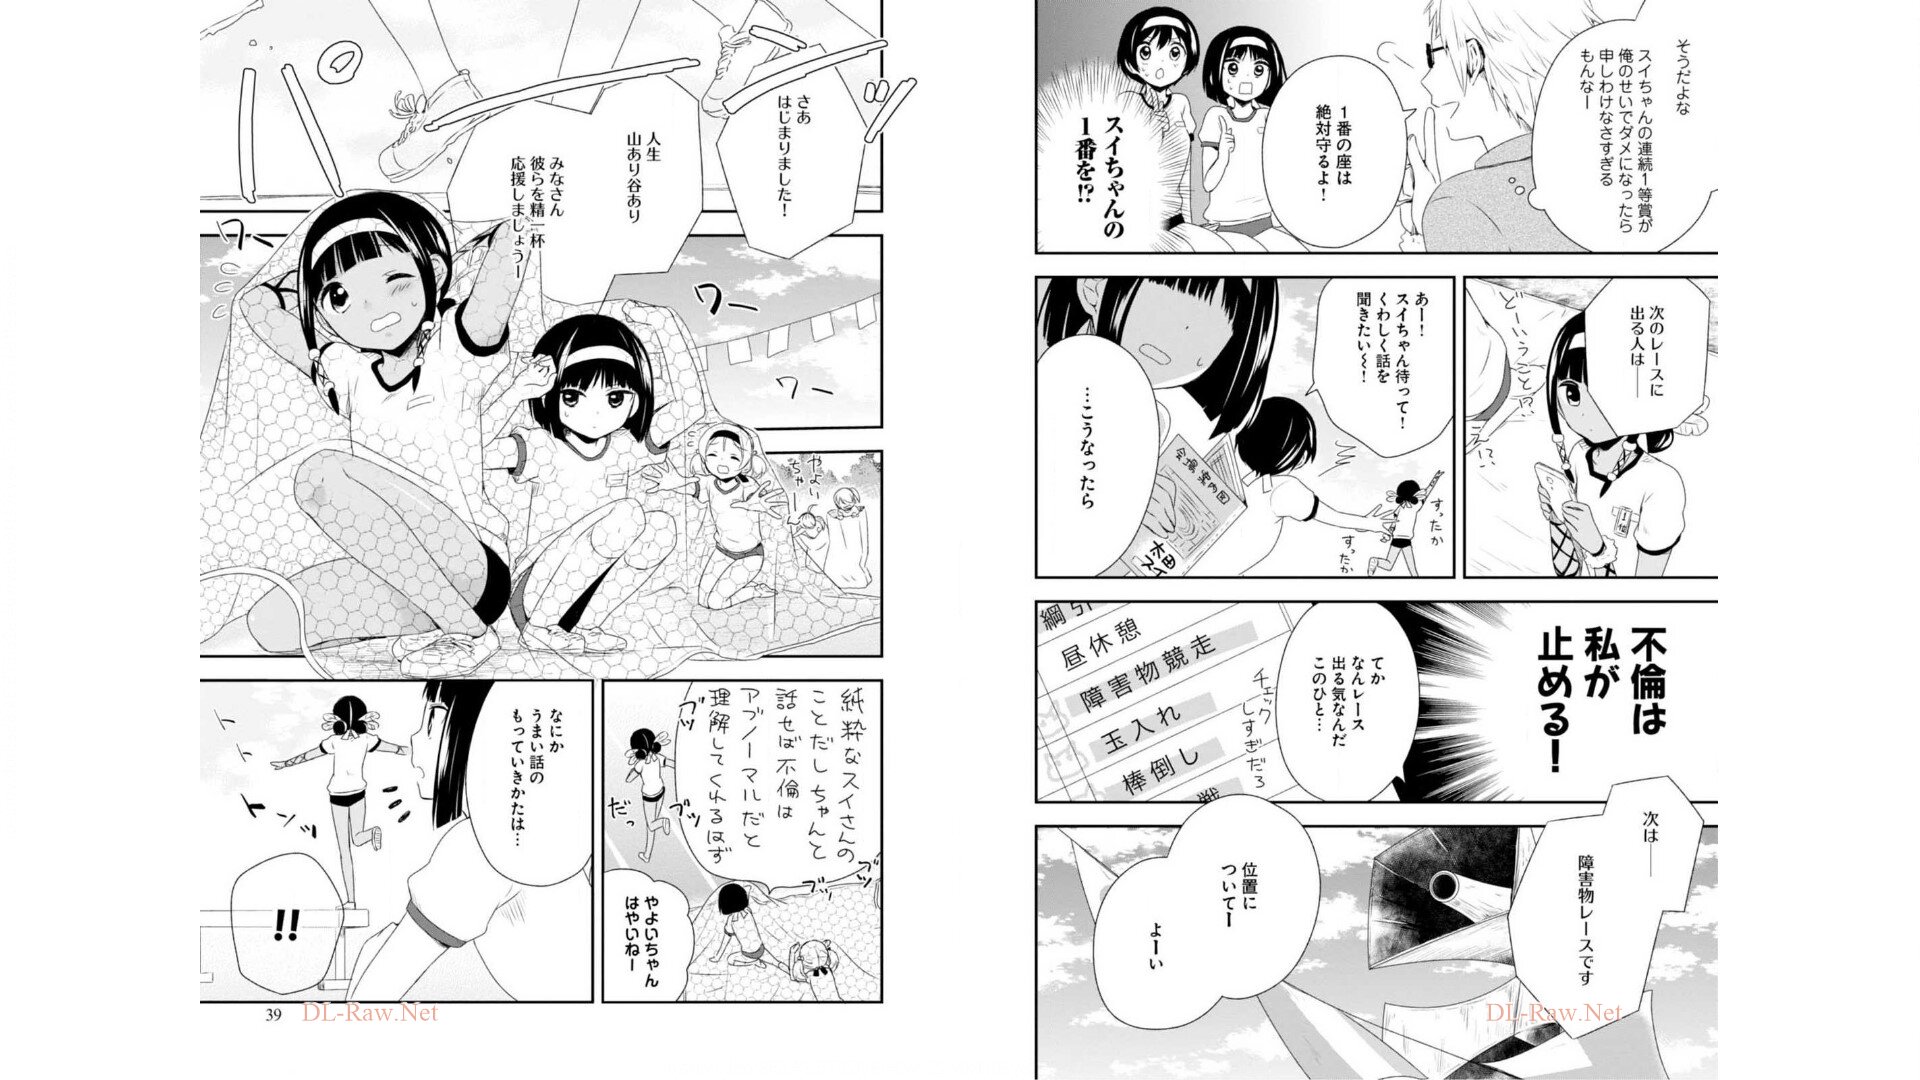 そうだよな
スイちゃんの連続1等賞が
俺のせいでダメになったら
申しわけなさすぎる
もんなー
1番の座は
絶対守るよ！
スイちゃんの
1番を!?
次のレースに
出る人は――
どーいうこと!?
!?
1位
あー！
スイちゃん待って！
くわしく話を
聞きたい〜！
すったか
すったか
会場案内図
…こうなったら
不倫は
私が
止める！
てか
なんレース
出る気なんだ
このひと…
チェック
しすぎだろ
綱引
昼休憩
障害物競走
玉入れ
棒倒し
戦
次は――
障害物レースです
位置に
ついてー
よーい
さあ
はじまりました！
人生
山あり谷あり
みなさん
彼らを精一杯
応援しましょうー
ワー
ワー
ワー
やよい
ちゃーん
純粋なスイさんの
ことだしちゃんと
話せば不倫は
アブノーマルだと
理解してくれるはず
ブツ
ブツ
ブツ
ブツ
だっ
やよいちゃん
はやいねー
なにか
うまい話の
もっていきかたは…
トーンッ
!!
39
DL-Raw.Net
DL-Raw.Net